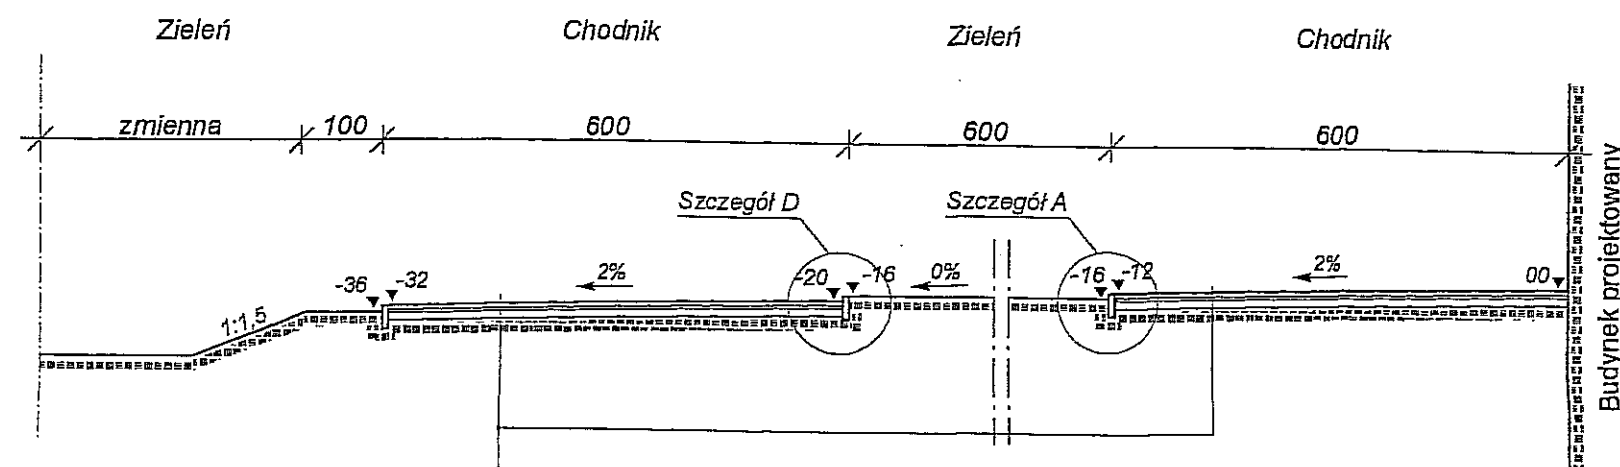 Zieleń Chodnik Zieleń Chodnik
zmienna 100 600 600 600
Szczegół D Szczegół A
-36 -32 2% -20 -16 0% -16 -12 2% 00
1:1,5
Budynek projektowany